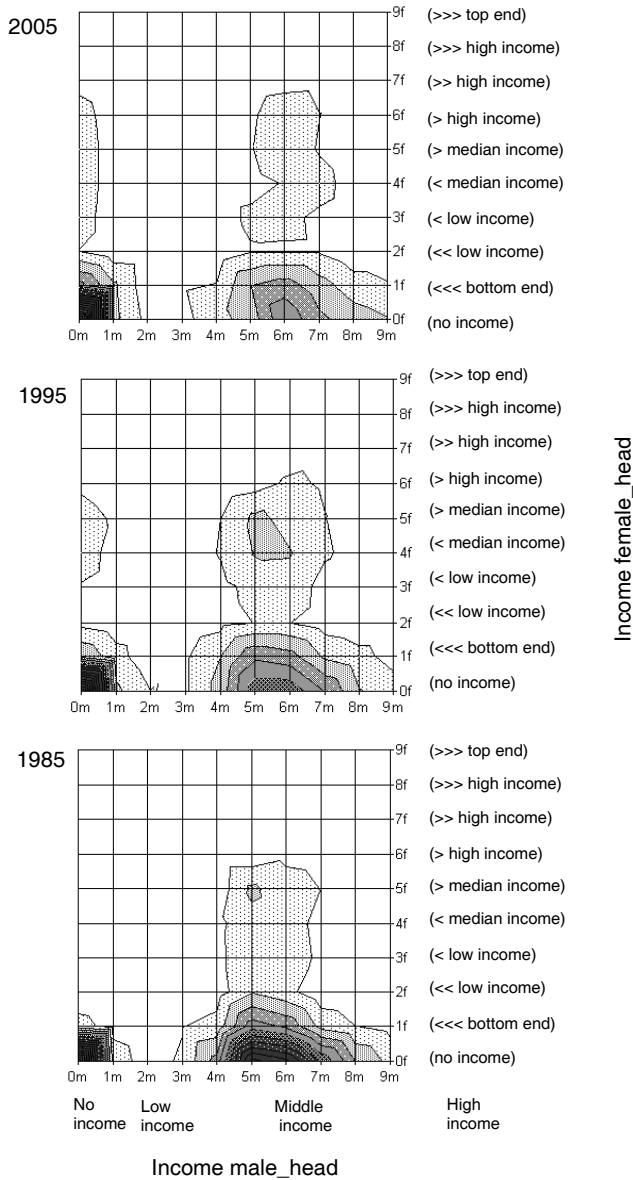 2005
9f (>>> top end)
8f (>>> high income)
7f (>> high income)
6f (> high income)
5f (> median income)
4f (< median income)
3f (< low income)
2f (<< low income)
1f (<<< bottom end)
0f (no income)
0m 1m 2m 3m 4m 5m 6m 7m 8m 9m
1995
9f (>>> top end)
8f (>>> high income)
7f (>> high income)
6f (> high income)
5f (> median income)
4f (< median income)
3f (< low income)
2f (<< low income)
1f (<<< bottom end)
0f (no income)
0m 1m 2m 3m 4m 5m 6m 7m 8m 9m
Income female_head
1985
9f (>>> top end)
8f (>>> high income)
7f (>> high income)
6f (> high income)
5f (> median income)
4f (< median income)
3f (< low income)
2f (<< low income)
1f (<<< bottom end)
0f (no income)
0m 1m 2m 3m 4m 5m 6m 7m 8m 9m
No income
Low income
Middle income
High income
Income male_head